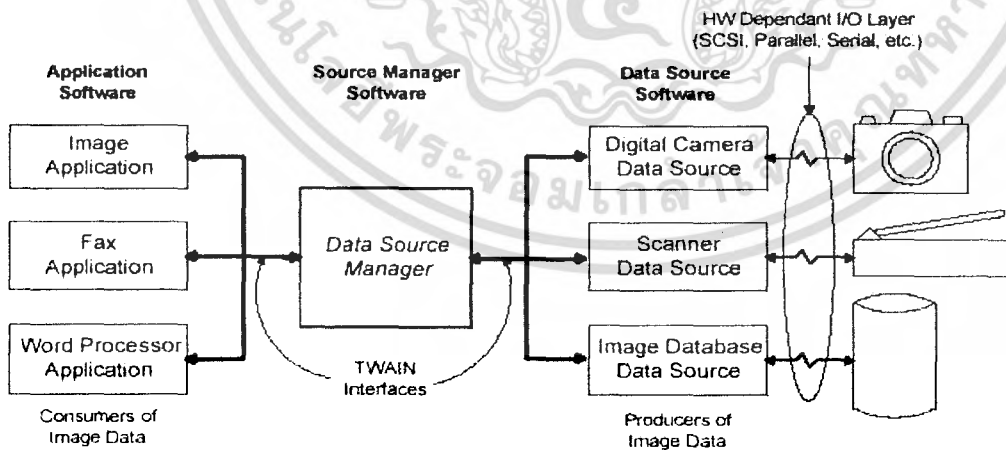 HW Dependant I/O Layer
(SCSI, Parallel, Serial, etc.)
Application
Software
Source Manager
Software
Data Source
Software
Image
Application
Fax
Application
Word Processor
Application
Consumers of
Image Data
Data Source
Manager
TWAIN
Interfaces
Digital Camera
Data Source
Scanner
Data Source
Image Database
Data Source
Producers of
Image Data